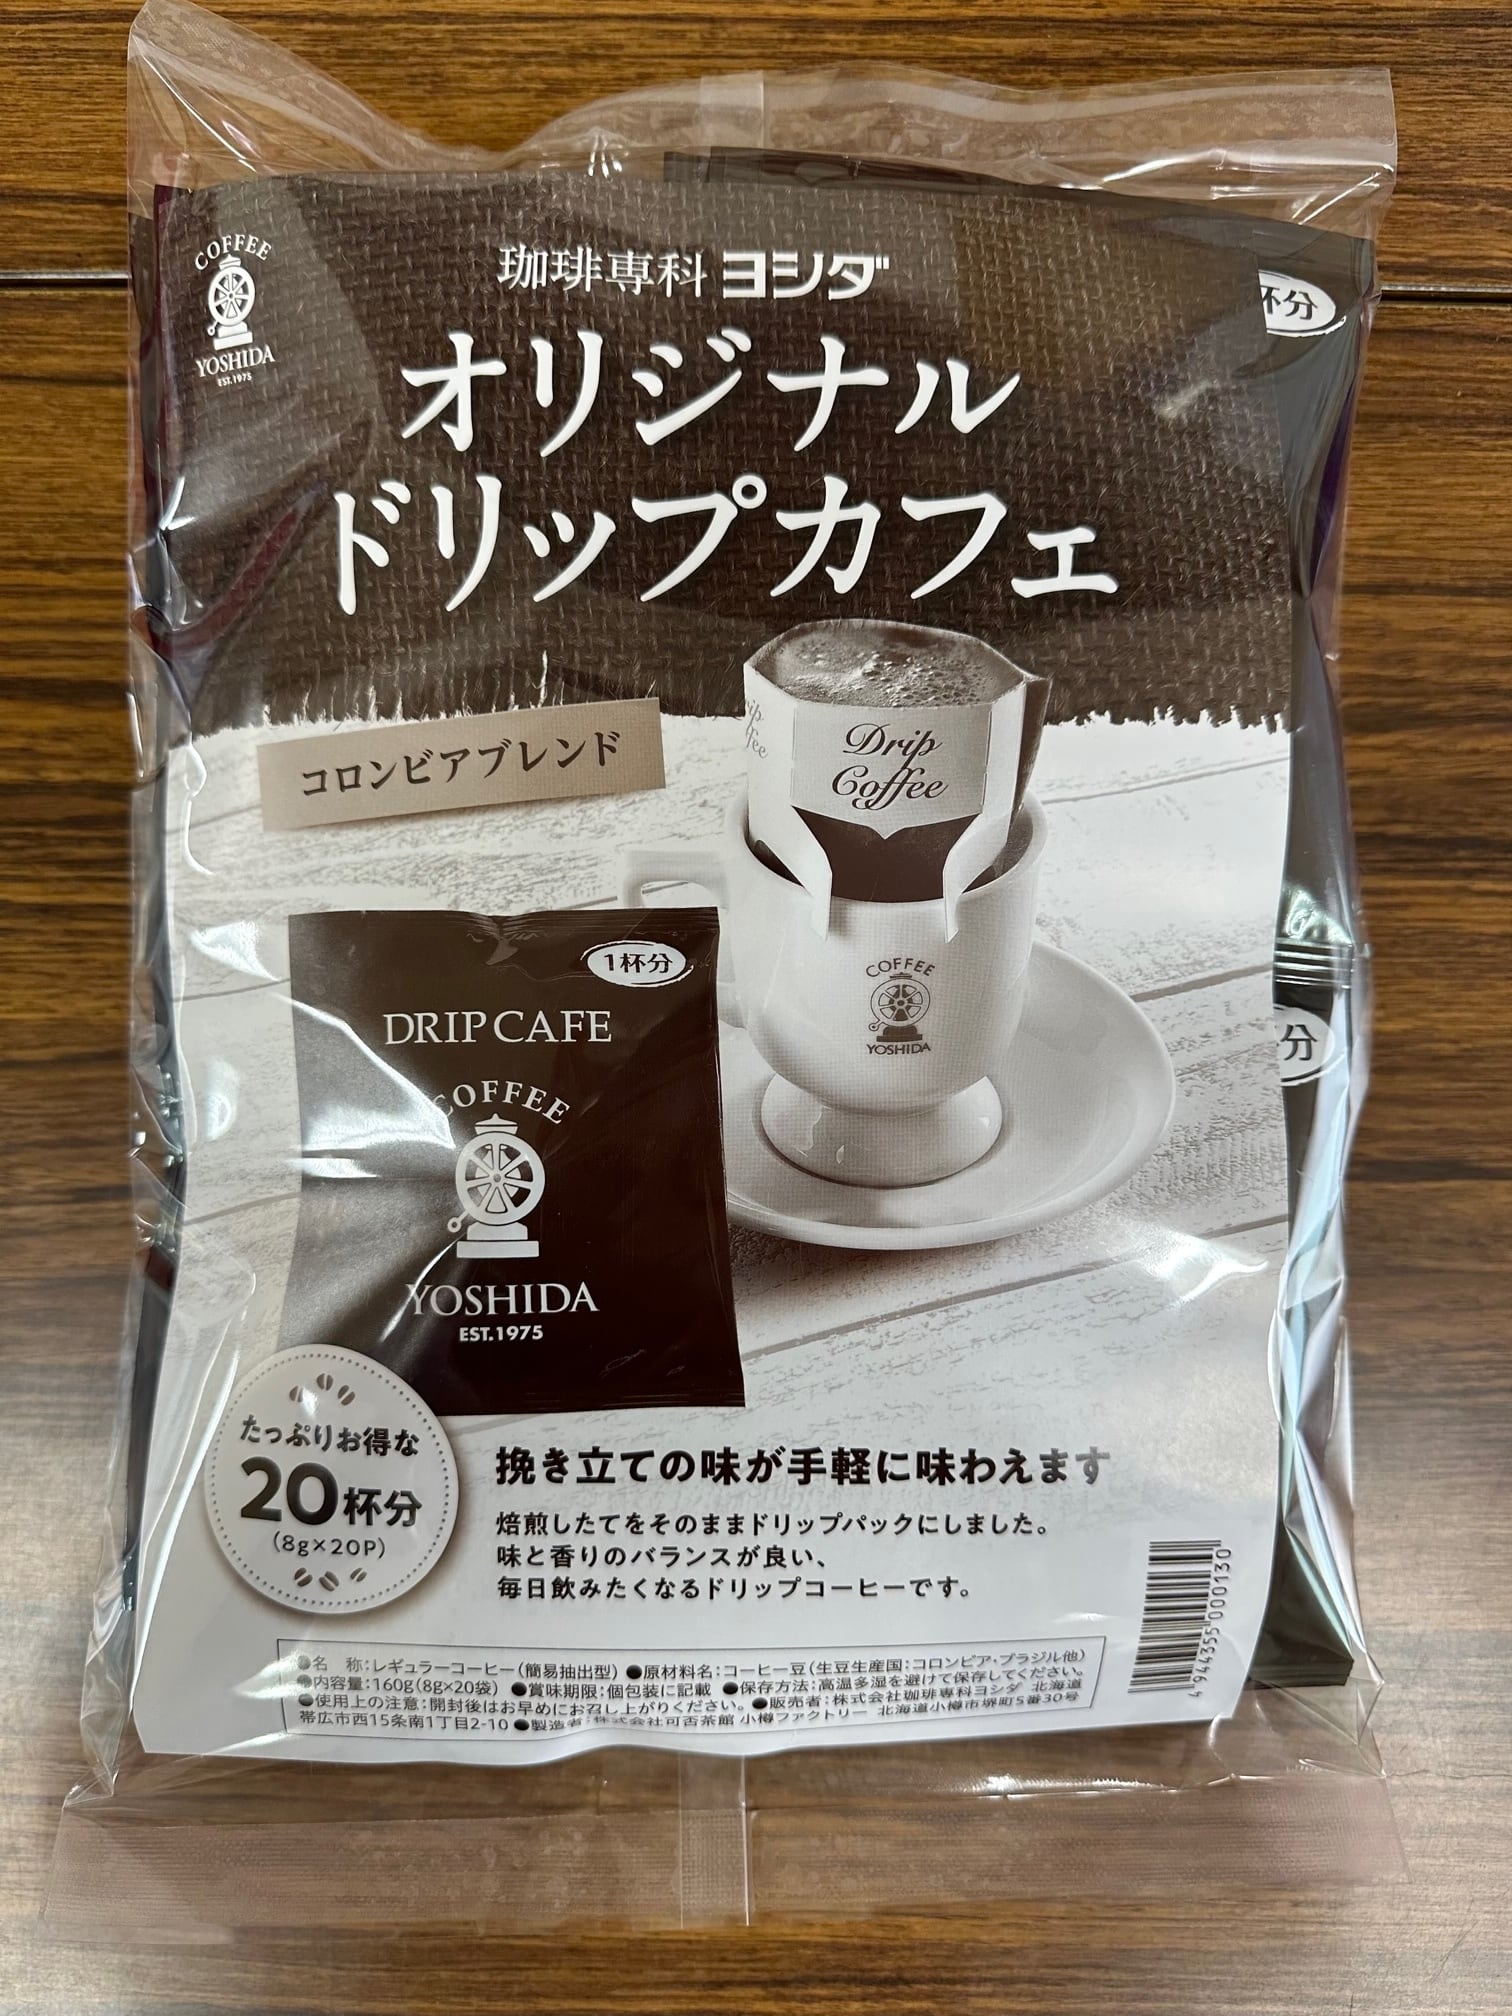 COFFEE
YOSHIDA
EST.1975
珈琲専科 ヨシダ
オリジナル
ドリップカフェ
杯分
コロンビアブレンド
Drip
Coffee
1杯分
DRIP CAFE
COFFEE
YOSHIDA
EST.1975
COFFEE
YOSHIDA
分
たっぷりお得な
20杯分
(8g×20P)
挽き立ての味が手軽に味わえます
焙煎したてをそのままドリップパックにしました。
味と香りのバランスが良い、
毎日飲みたくなるドリップコーヒーです。
4944355000130
●名 称:レギュラーコーヒー(簡易抽出型) ●原材料名:コーヒー豆(生豆生産国:コロンビア・ブラジル他)
●内容量:160g(8g×20袋) ●賞味期限:個包装に記載 ●保存方法:高温多湿を避けて保存してください。
●使用上の注意:開封後はお早めにお召し上がりください。●販売者:株式会社珈琲専科ヨシダ 北海道
帯広市西15条南1丁目2-10 ●製造者:株式会社可否茶館 小樽ファクトリー 北海道小樽市堺町5番30号